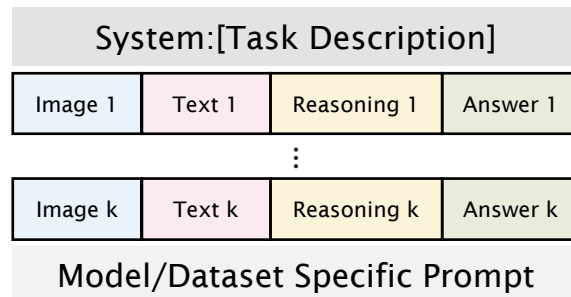 System:[Task Description]
Image 1 Text 1 Reasoning 1 Answer 1
⋮
Image k Text k Reasoning k Answer k
Model/Dataset Specific Prompt